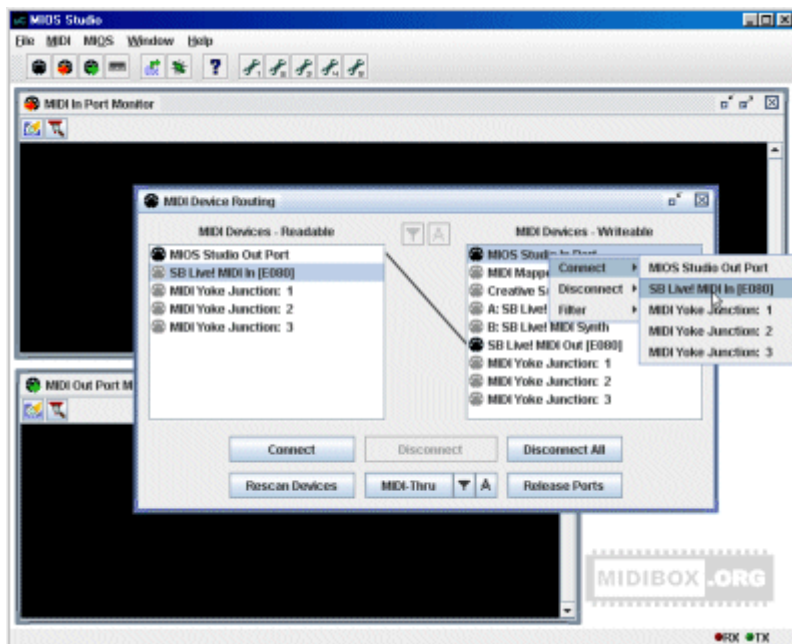 MIOS Studio
File MIDI MIOS Window Help
?
MIDI In Port Monitor
MIDI Device Routing
MIDI Devices - Readable
MIDI Devices - Writeable
MIOS Studio Out Port
SB Live! MIDI In [E080]
MIDI Yoke Junction: 1
MIDI Yoke Junction: 2
MIDI Yoke Junction: 3
MIOS Studio In Port
MIDI Mappe
Creative S
A: SB Live!
B: SB Live! MIDI Synth
SB Live! MIDI Out [E080]
MIDI Yoke Junction: 1
MIDI Yoke Junction: 2
MIDI Yoke Junction: 3
Connect
Disconnect
Filter
MIOS Studio Out Port
SB Live! MIDI In [E080]
MIDI Yoke Junction: 1
MIDI Yoke Junction: 2
MIDI Yoke Junction: 3
Connect
Disconnect
Disconnect All
Rescan Devices
MIDI-Thru
A
Release Ports
MIDI Out Port M
MIDIBOX.ORG
RX TX